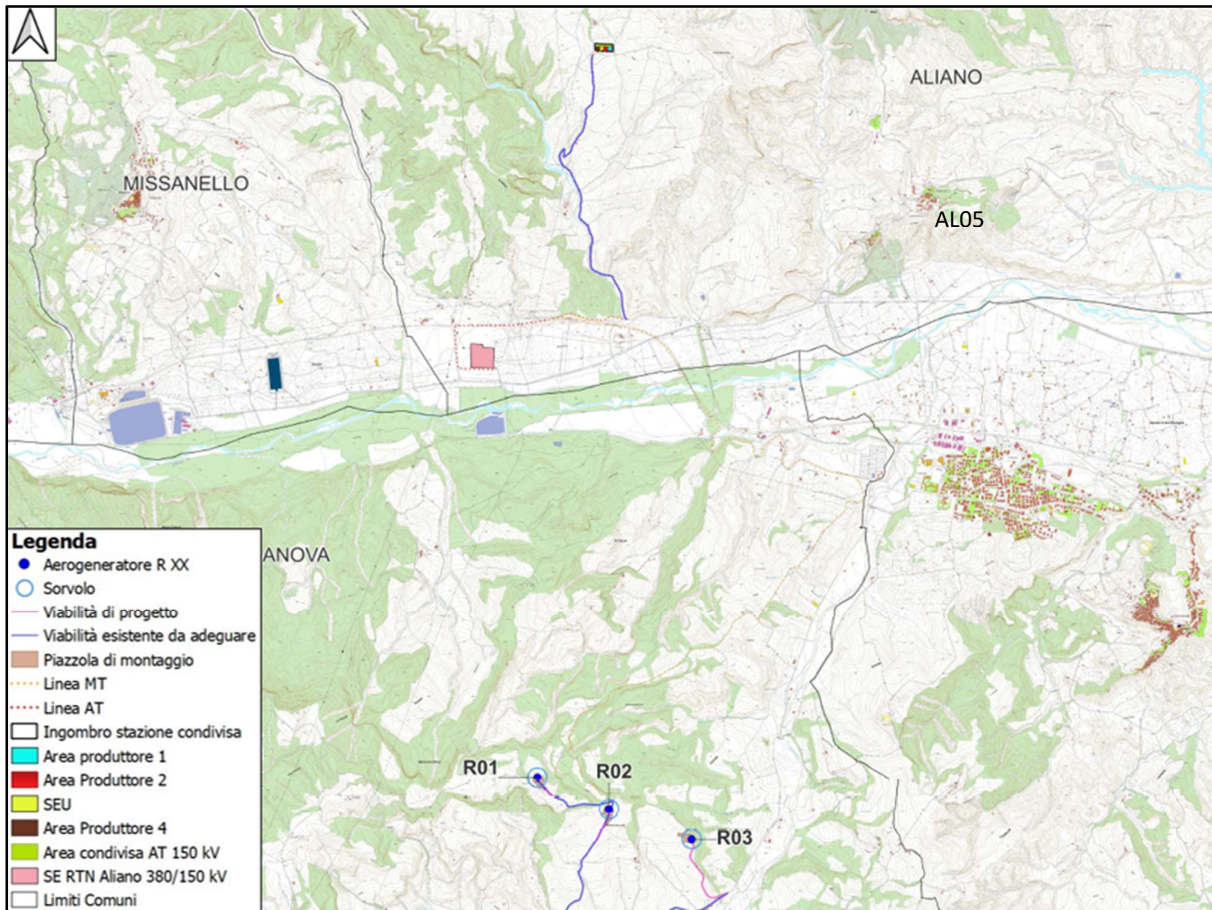 ALIANO
MISSANELLO
AL05
ANOVA
Legenda
Aerogeneratore R XX
Sorvolo
Viabilità di progetto
Viabilità esistente da adeguare
Piazzola di montaggio
Linea MT
Linea AT
Ingombro stazione condivisa
Area produttore 1
Area Produttore 2
SEU
Area Produttore 4
Area condivisa AT 150 kV
SE RTN Aliano 380/150 kV
Limiti Comuni
R01
R02
R03